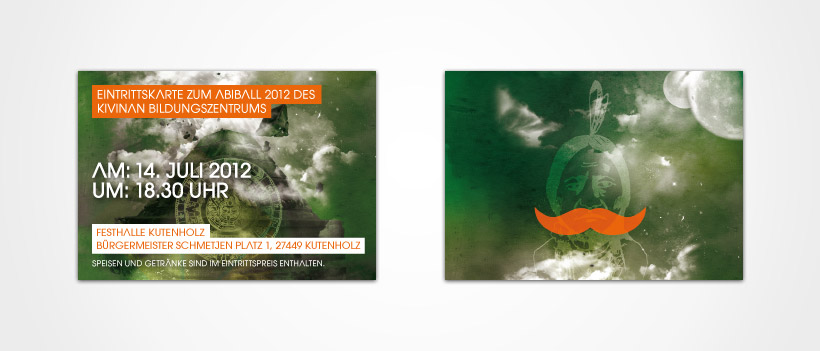 EINTRITTSKARTE ZUM ABIBALL 2012 DES
KIVINAN BILDUNGSZENTRUMS
AM: 14. JULI 2012
UM: 18.30 UHR
FESTHALLE KUTENHOLZ
BÜRGERMEISTER SCHMETJEN PLATZ 1, 27449 KUTENHOLZ
SPEISEN UND GETRÄNKE SIND IM EINTRITTSPREIS ENTHALTEN.